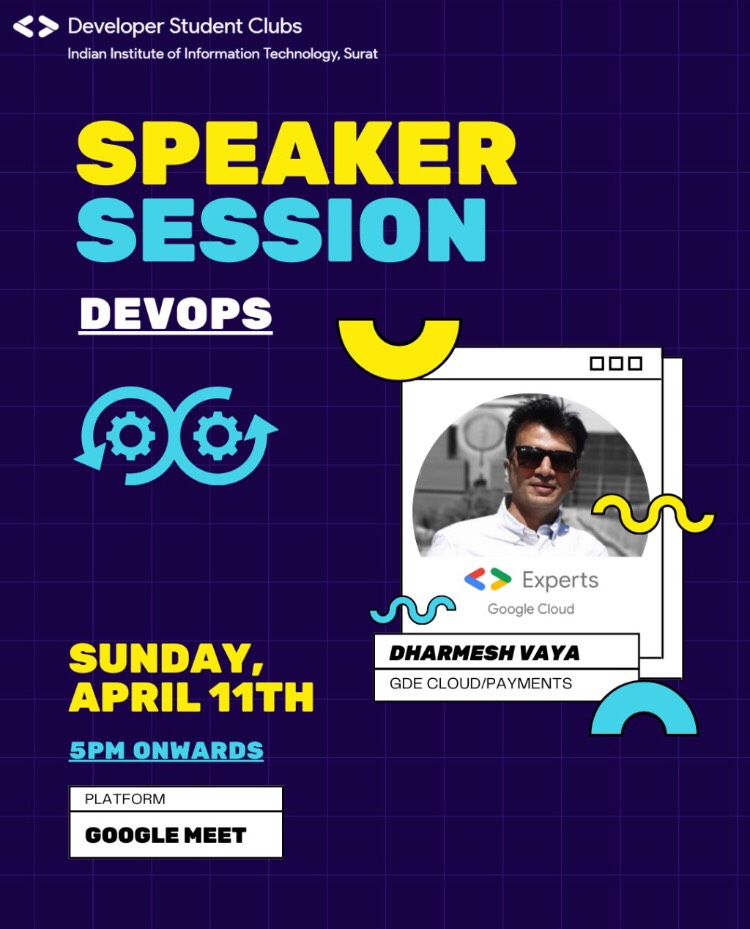 Developer Student Clubs
Indian Institute of Information Technology, Surat
SPEAKER
SESSION
DEVOPS
Experts
Google Cloud
DHARMESH VAYA
GDE CLOUD/PAYMENTS
SUNDAY,
APRIL 11TH
5PM ONWARDS
PLATFORM
GOOGLE MEET